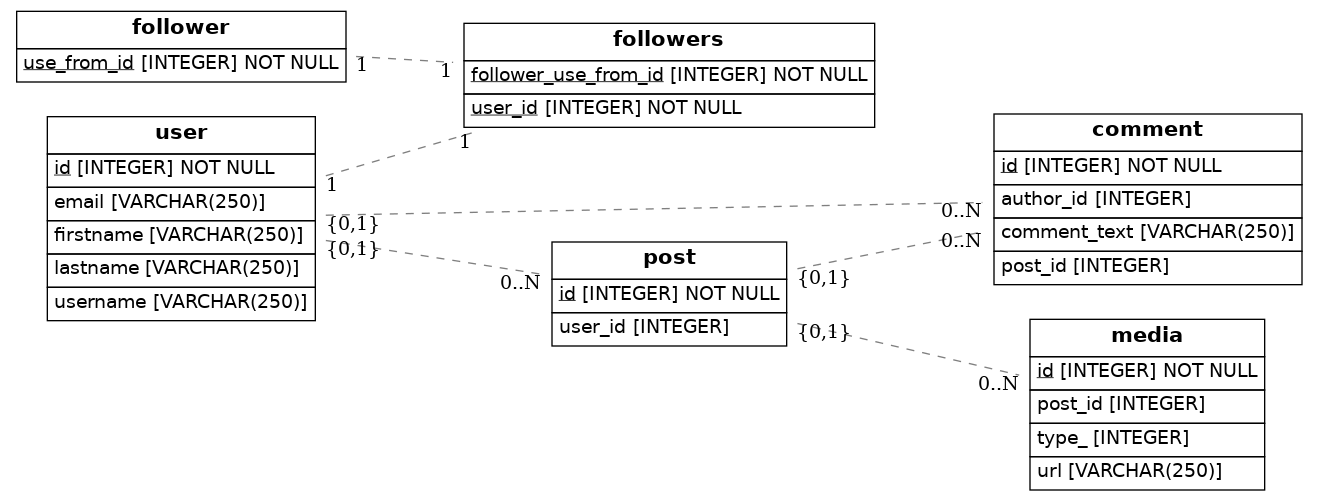 follower
use_from_id [INTEGER] NOT NULL
1
1
followers
follower_use_from_id [INTEGER] NOT NULL
user_id [INTEGER] NOT NULL
1
user
id [INTEGER] NOT NULL
email [VARCHAR(250)]
firstname [VARCHAR(250)]
lastname [VARCHAR(250)]
username [VARCHAR(250)]
1
{0,1}
{0,1}
0..N
post
id [INTEGER] NOT NULL
user_id [INTEGER]
{0,1}
{0,1}
0..N
0..N
comment
id [INTEGER] NOT NULL
author_id [INTEGER]
comment_text [VARCHAR(250)]
post_id [INTEGER]
0..N
media
id [INTEGER] NOT NULL
post_id [INTEGER]
type_ [INTEGER]
url [VARCHAR(250)]